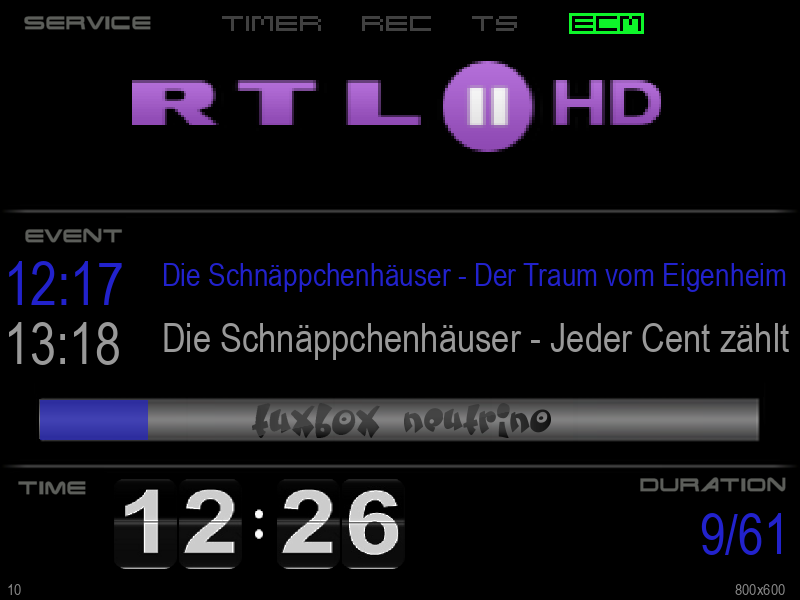 SERVICE TIMER REC TS ECM
RTL II HD
EVENT
12:17 Die Schnäppchenhäuser - Der Traum vom Eigenheim
13:18 Die Schnäppchenhäuser - Jeder Cent zählt
tuxbox neutrino
TIME 12:26 DURATION
9/61
10 800x600